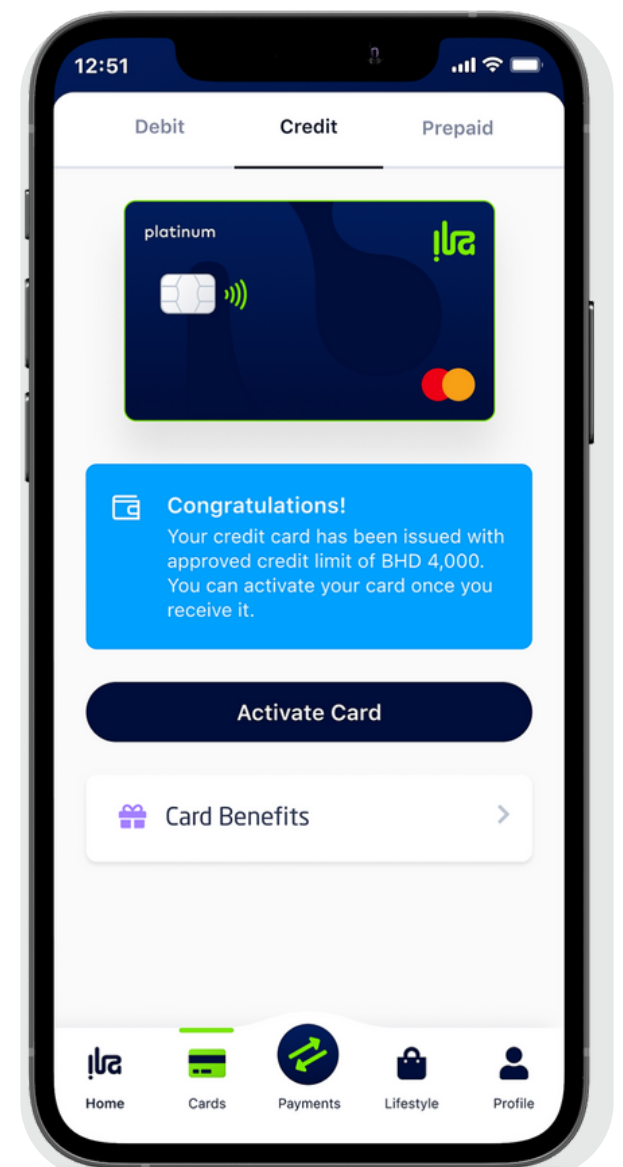 12:51
Debit Credit Prepaid
platinum
ila
Congratulations!
Your credit card has been issued with
approved credit limit of BHD 4,000.
You can activate your card once you
receive it.
Activate Card
Card Benefits
ila
Home Cards Payments Lifestyle Profile